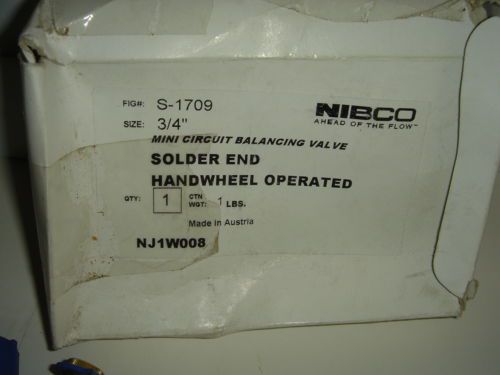 FIG#: S-1709
NIBCO
AHEAD OF THE FLOW™
SIZE: 3/4"
MINI CIRCUIT BALANCING VALVE
SOLDER END
HANDWHEEL OPERATED
QTY: 1 CTN WGT: 1 LBS.
Made in Austria
NJ1W008